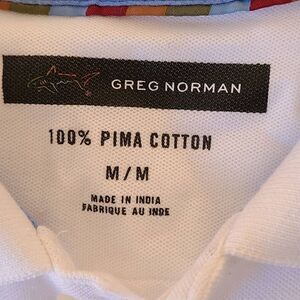 GREG NORMAN
100% PIMA COTTON
M/M
MADE IN INDIA
FABRIQUE AU INDE